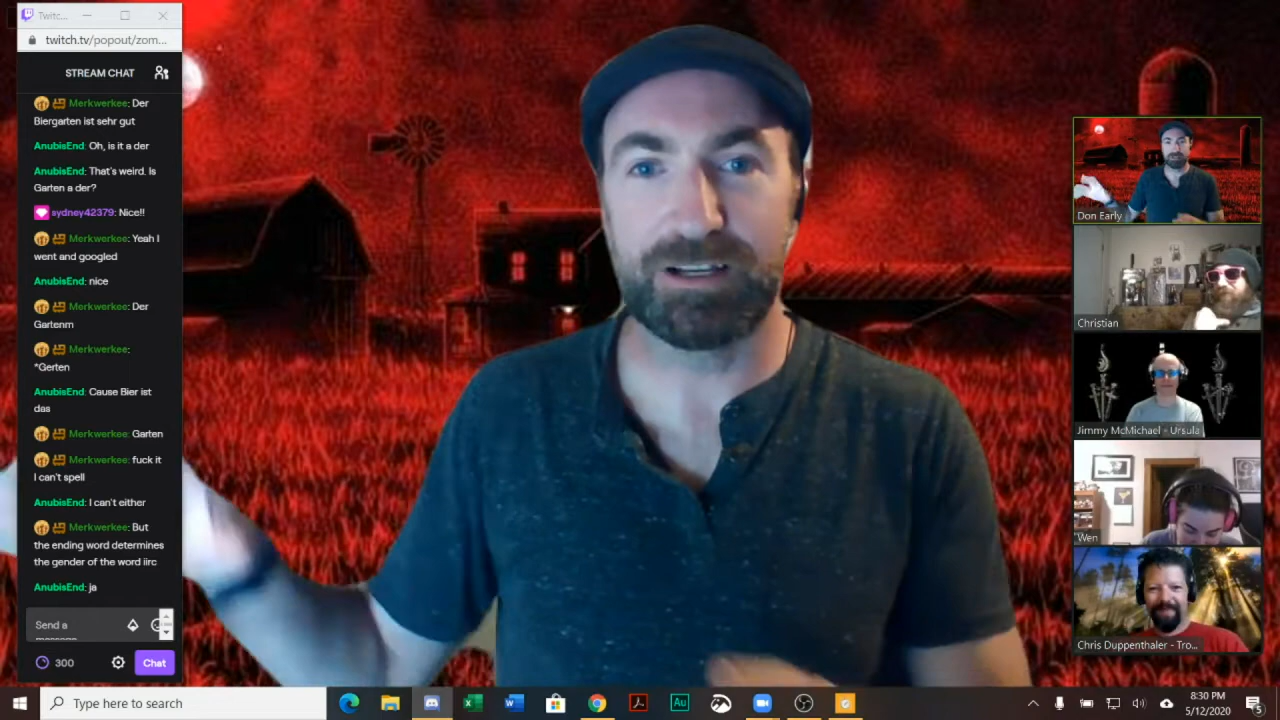 Twitc...
twitch.tv/popout/zom...
STREAM CHAT
Merkwerkee: Der
Biergarten ist sehr gut
AnubisEnd: Oh, is it a der
AnubisEnd: That's weird. Is
Garten a der?
sydney42379: Nice!!
Merkwerkee: Yeah I
went and googled
AnubisEnd: nice
Merkwerkee: Der
Gartenm
Merkwerkee:
*Gerten
AnubisEnd: Cause Bier ist
das
Merkwerkee: Garten
Merkwerkee: fuck it
I can't spell
AnubisEnd: I can't either
Merkwerkee: But
the ending word determines
the gender of the word iirc
AnubisEnd: ja
Send a
message
300
Chat
Don Early
Christian
Jimmy McMichael - Ursula
Wen
Chris Duppenthaler - Tro...
Type here to search
Au
8:30 PM
5/12/2020
5